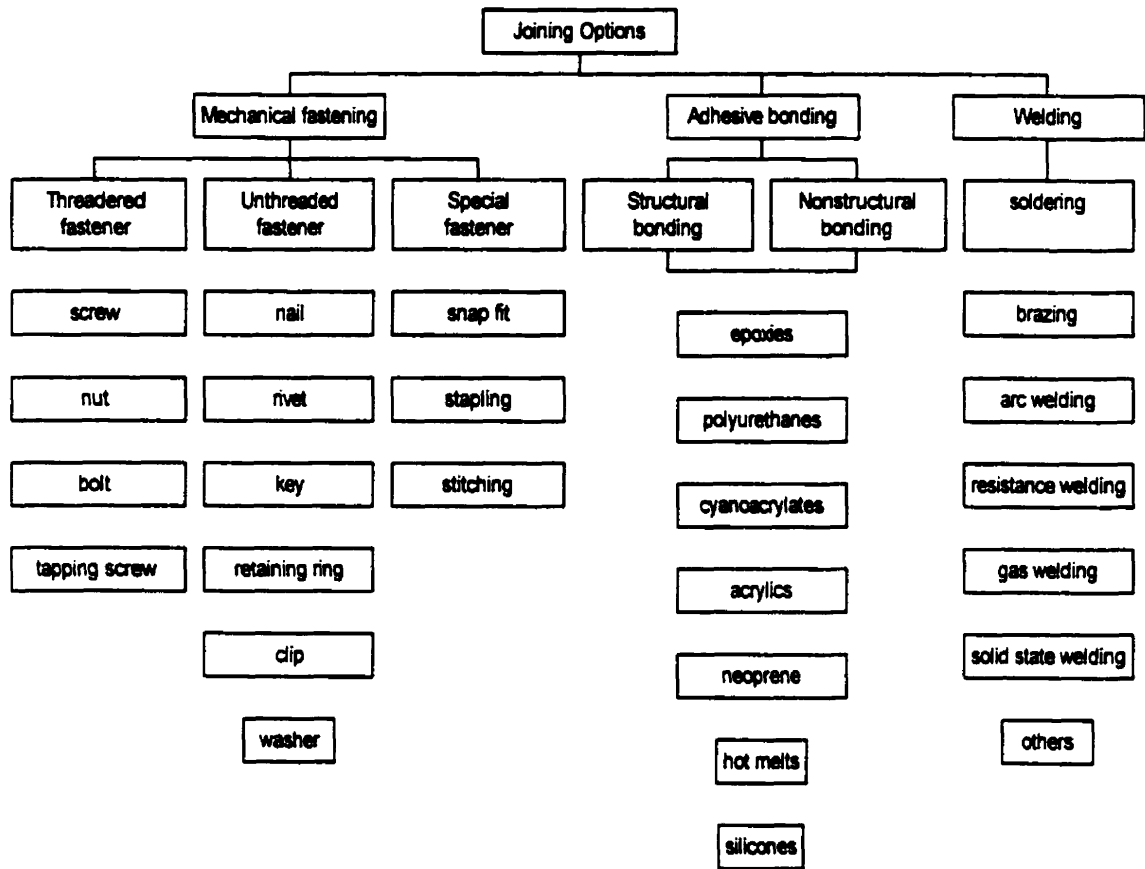 Joining Options
Mechanical fastening
Adhesive bonding
Welding
Threadered
fastener
Unthreaded
fastener
Special
fastener
Structural
bonding
Nonstructural
bonding
soldering
screw
nail
snap fit
epoxies
brazing
nut
rivet
stapling
polyurethanes
arc welding
bolt
key
stitching
cyanoacrylates
resistance welding
tapping screw
retaining ring
acrylics
gas welding
clip
neoprene
solid state welding
washer
hot melts
others
silicones